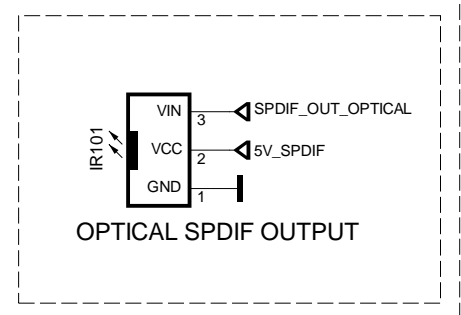 VIN
3
SPDIF_OUT_OPTICAL
IR101
VCC
2
5V_SPDIF
GND
1
OPTICAL SPDIF OUTPUT